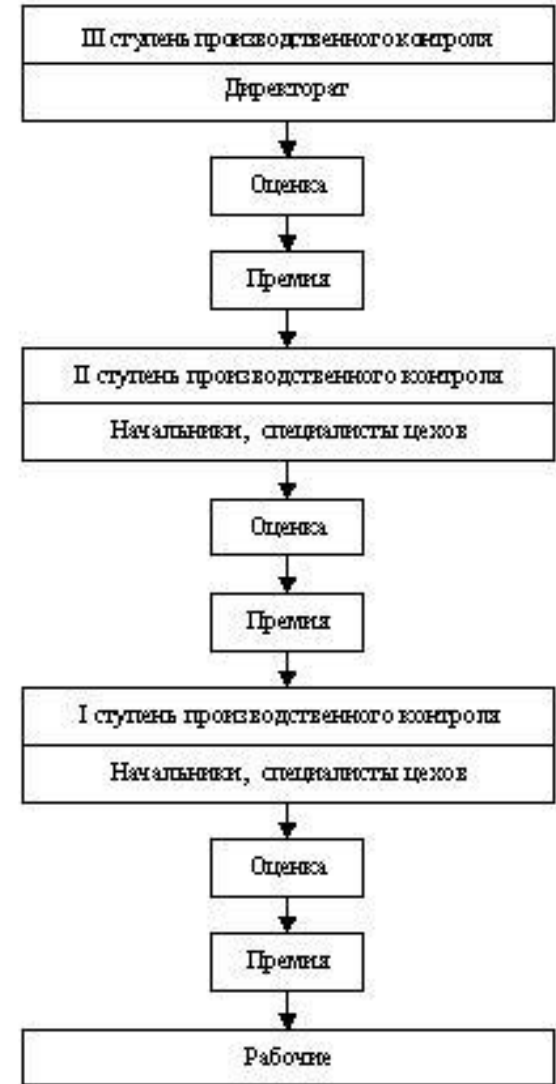 III ступень производственного контроля
Директорат
Оценка
Премия
II ступень производственного контроля
Начальники, специалисты цехов
Оценка
Премия
I ступень производственного контроля
Начальники, специалисты цехов
Оценка
Премия
Рабочие